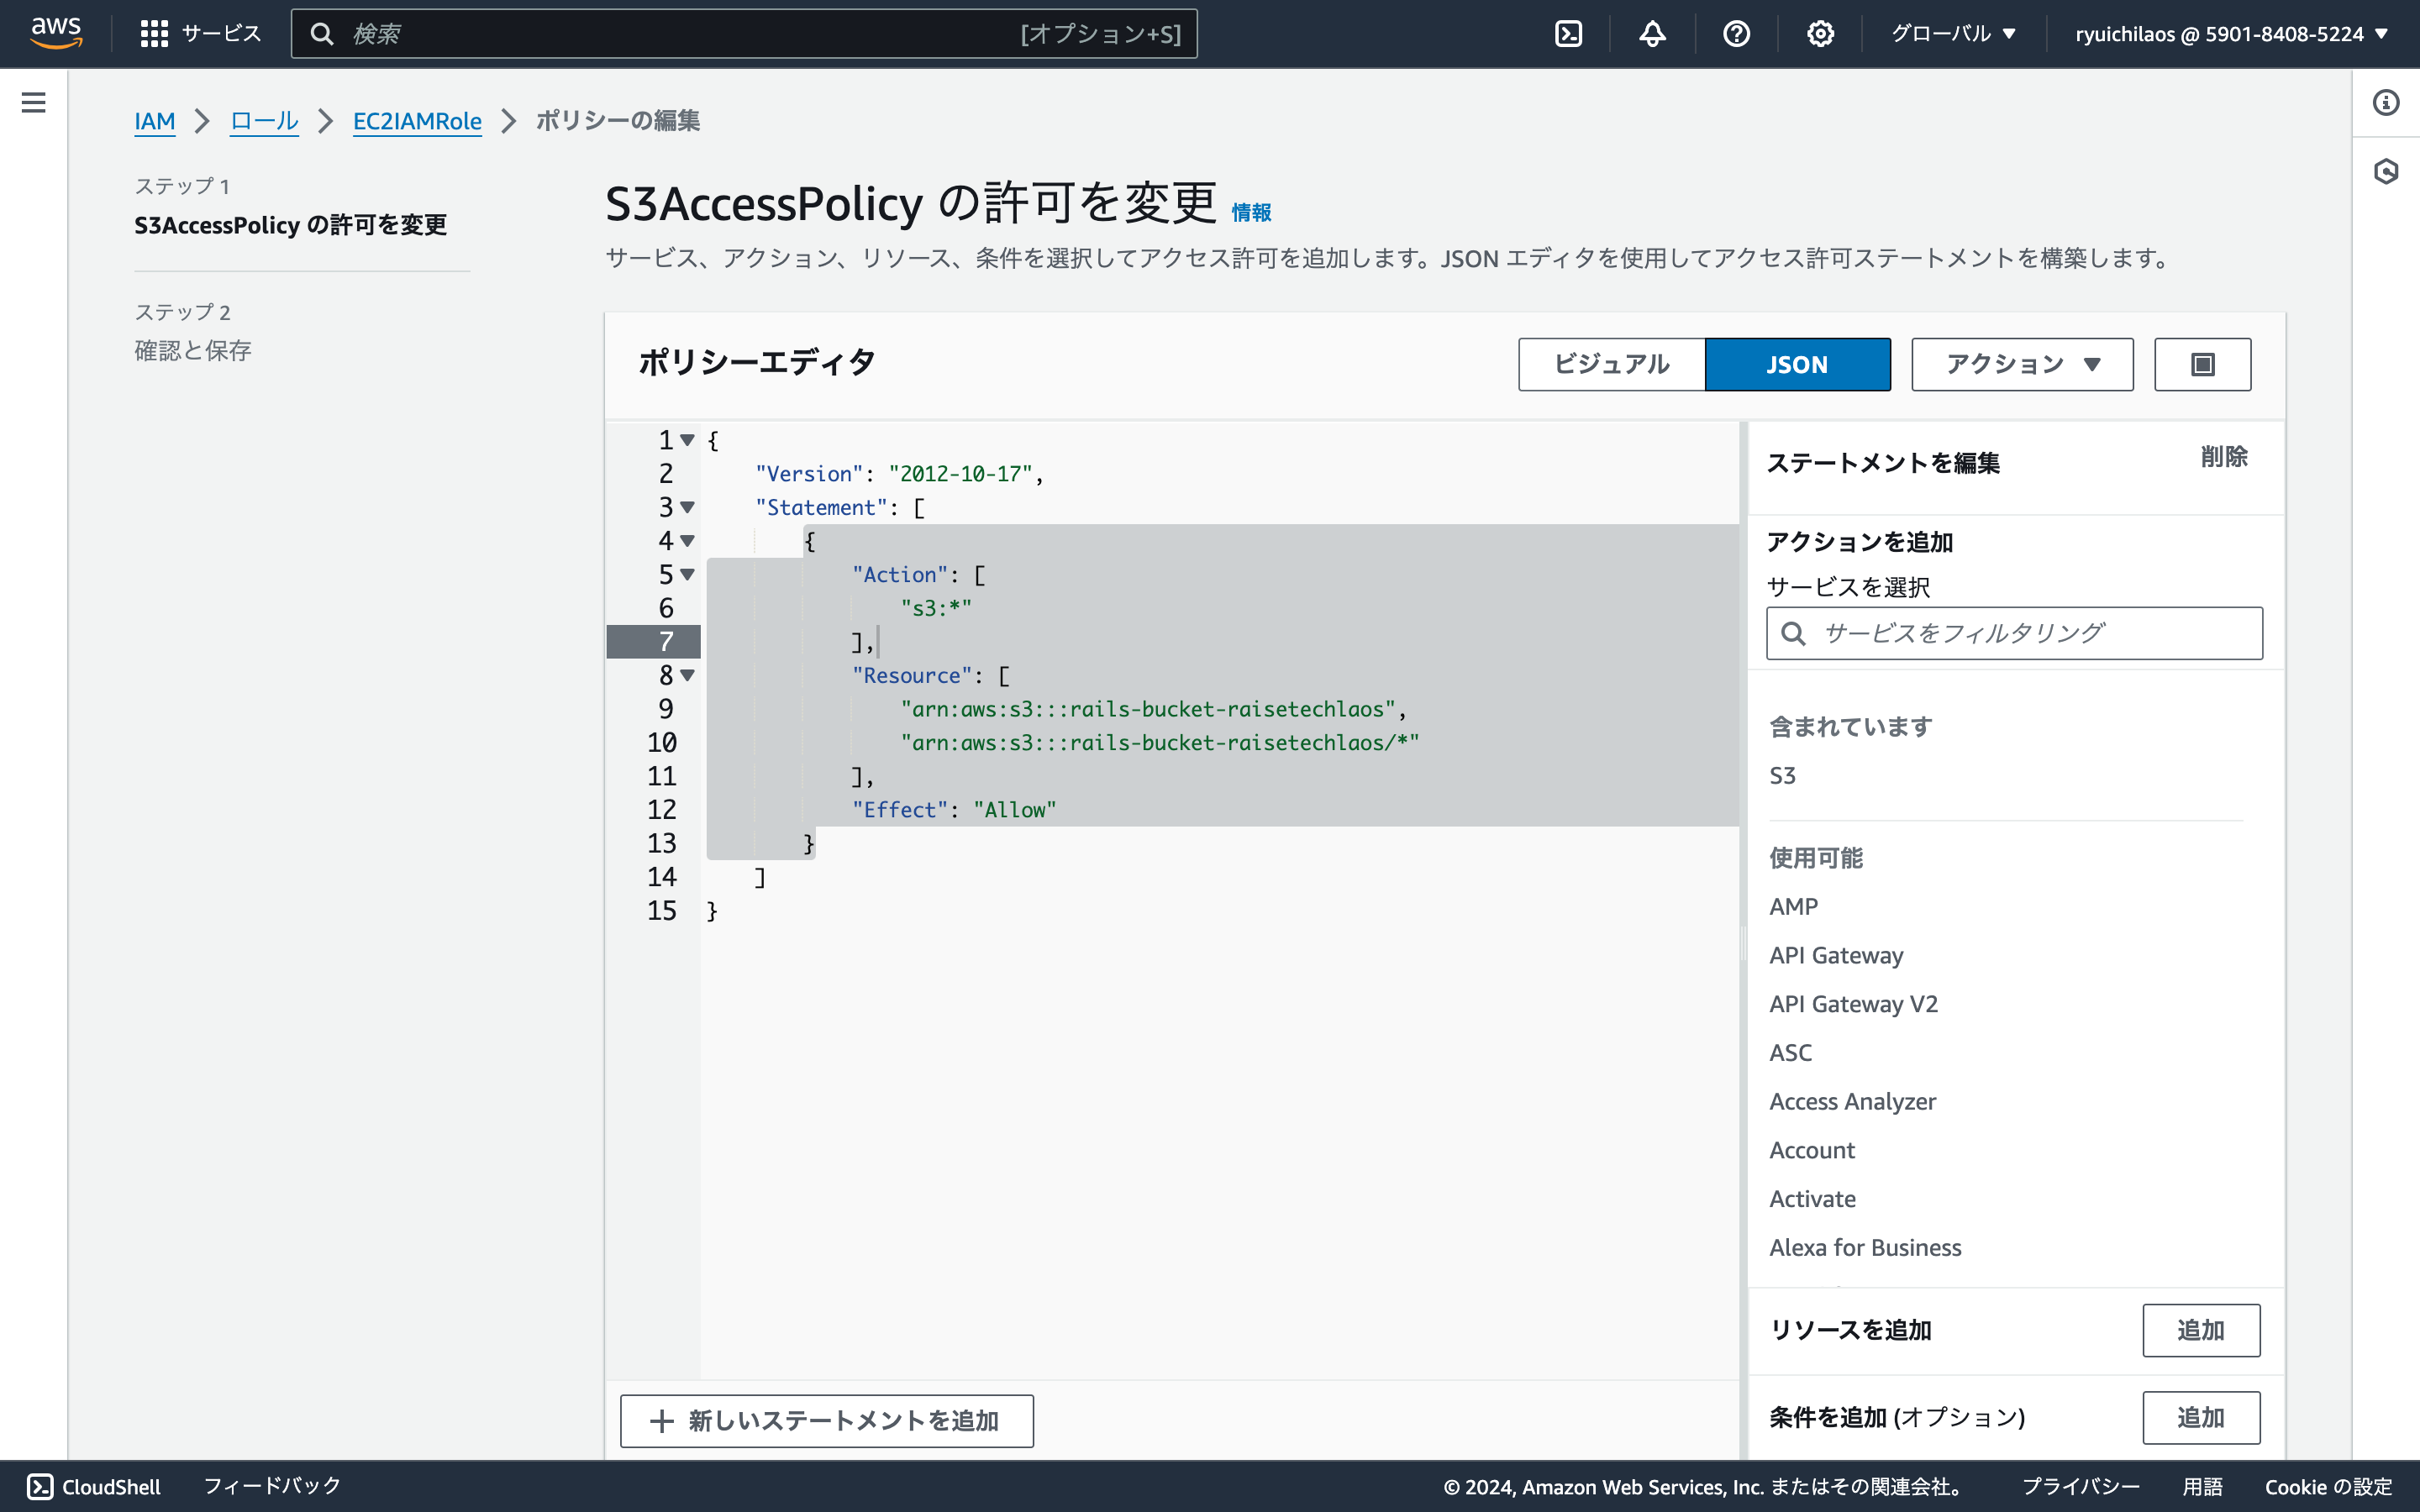 aws
サービス
検索
[オプション+S]
グローバル ▼
ryuichilaos @ 5901-8408-5224 ▼
IAM > ロール > EC2IAMRole > ポリシーの編集
ステップ 1
S3AccessPolicy の許可を変更
ステップ 2
確認と保存
S3AccessPolicy の許可を変更 情報
サービス、アクション、リソース、条件を選択してアクセス許可を追加します。JSON エディタを使用してアクセス許可ステートメントを構築します。
ポリシーエディタ
ビジュアル
JSON
アクション ▼
1 {
2 "Version": "2012-10-17",
3 "Statement": [
4 {
5 "Action": [
6 "s3:*"
7 ],
8 "Resource": [
9 "arn:aws:s3:::rails-bucket-raisetechlaos",
10 "arn:aws:s3:::rails-bucket-raisetechlaos/*"
11 ],
12 "Effect": "Allow"
13 }
14 ]
15 }
+ 新しいステートメントを追加
ステートメントを編集
削除
アクションを追加
サービスを選択
サービスをフィルタリング
含まれています
S3
使用可能
AMP
API Gateway
API Gateway V2
ASC
Access Analyzer
Account
Activate
Alexa for Business
リソースを追加
追加
条件を追加 (オプション)
追加
CloudShell
フィードバック
© 2024, Amazon Web Services, Inc. またはその関連会社。
プライバシー
用語
Cookie の設定